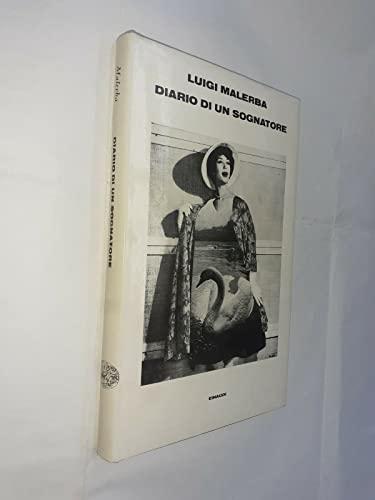 LUIGI MALERBA
DIARIO DI UN SOGNATORE
EINAUDI
Malerba
DIARIO DI UN SOGNATORE